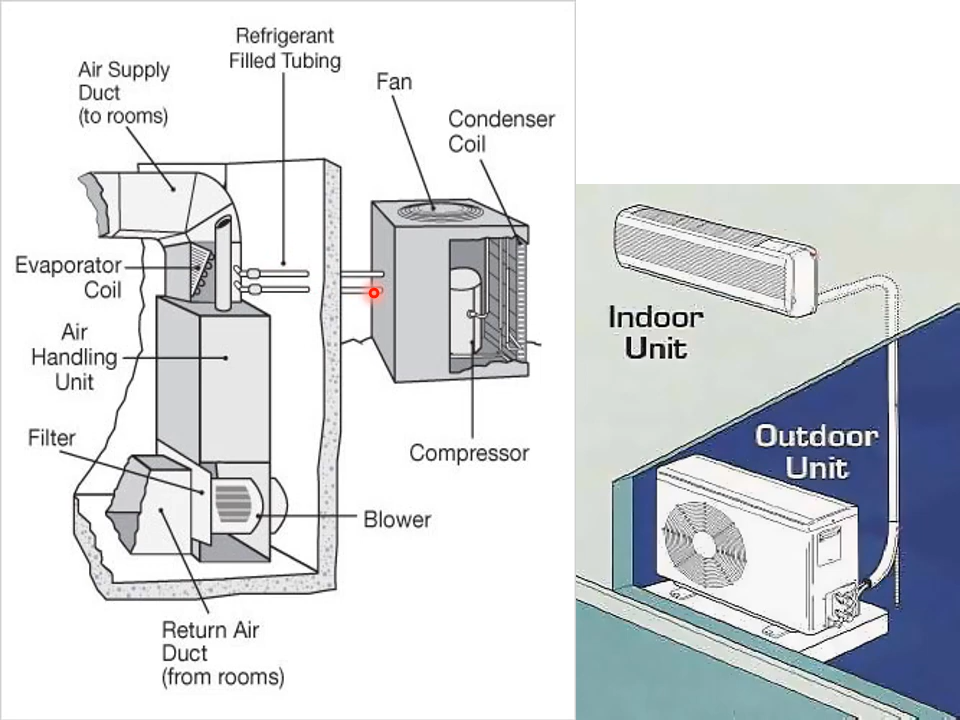 Refrigerant
Filled Tubing
Air Supply
Duct
(to rooms)
Fan
Condenser
Coil
Evaporator
Coil
Air
Handling
Unit
Filter
Compressor
Blower
Return Air
Duct
(from rooms)
Indoor
Unit
Outdoor
Unit